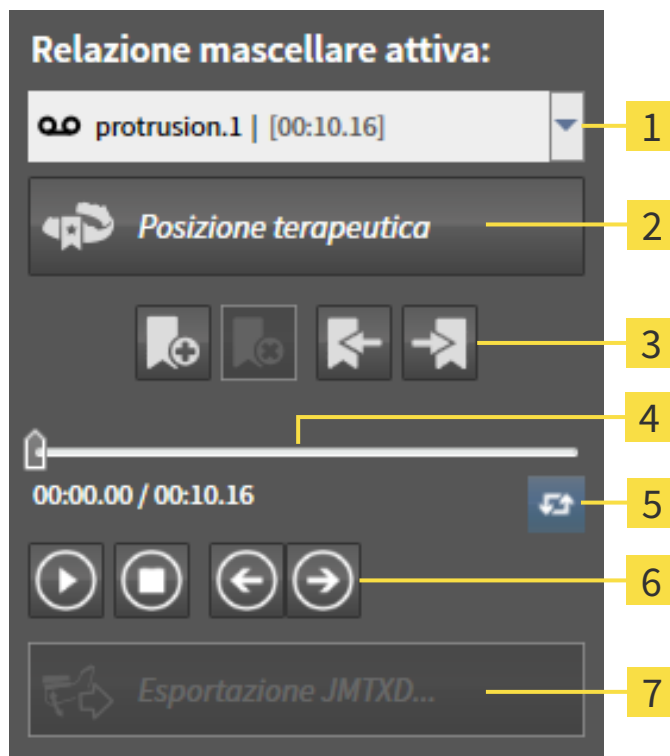 Relazione mascellare attiva:
protrusion.1 | [00:10.16]
1
Posizione terapeutica
2
3
4
00:00.00 / 00:10.16
5
6
Esportazione JMTXD...
7